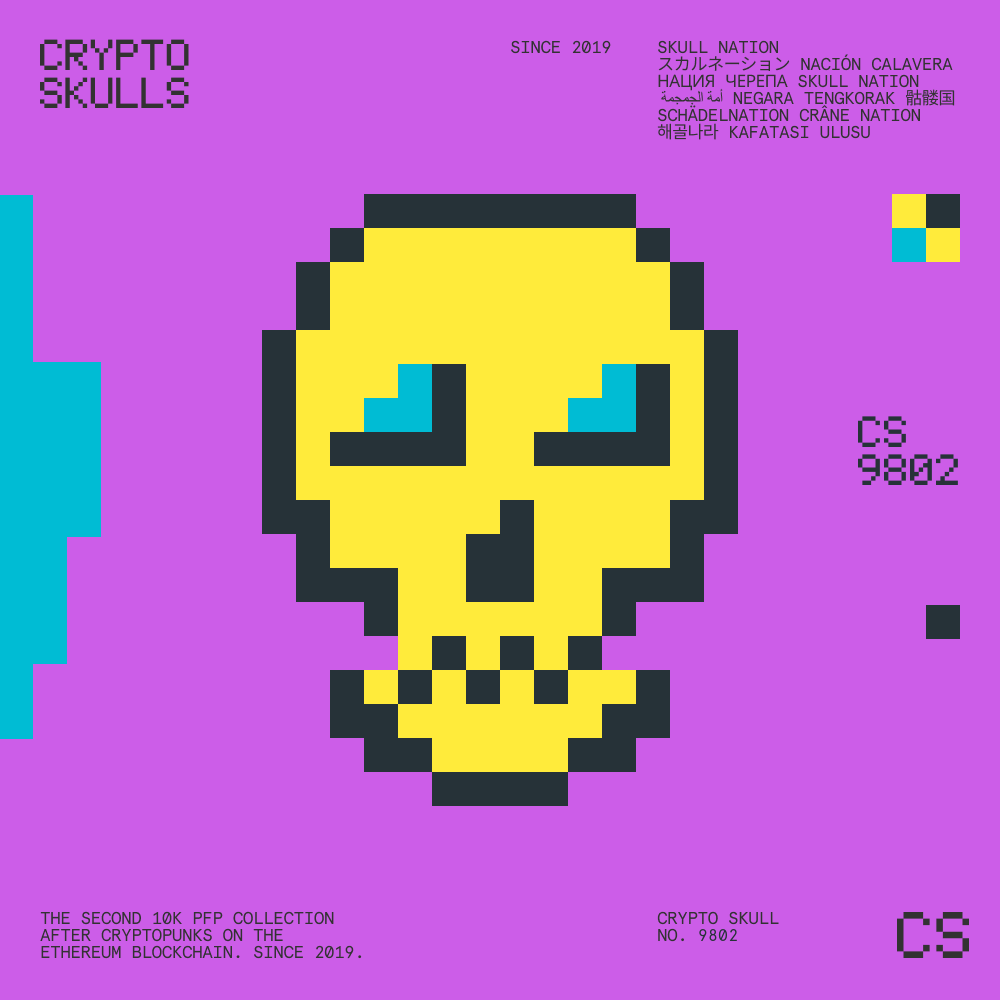 CRYPTO
SKULLS
SINCE 2019
SKULL NATION
スカルネーション NACIÓN CALAVERA
НАЦИЯ ЧЕРЕПА SKULL NATION
أمة الجمجمة NEGARA TENGKORAK 骷髅国
SCHÄDELNATION CRÂNE NATION
해골나라 KAFATASI ULUSU
CS
9802
THE SECOND 10K PFP COLLECTION
AFTER CRYPTOPUNKS ON THE
ETHEREUM BLOCKCHAIN. SINCE 2019.
CRYPTO SKULL
NO. 9802
CS